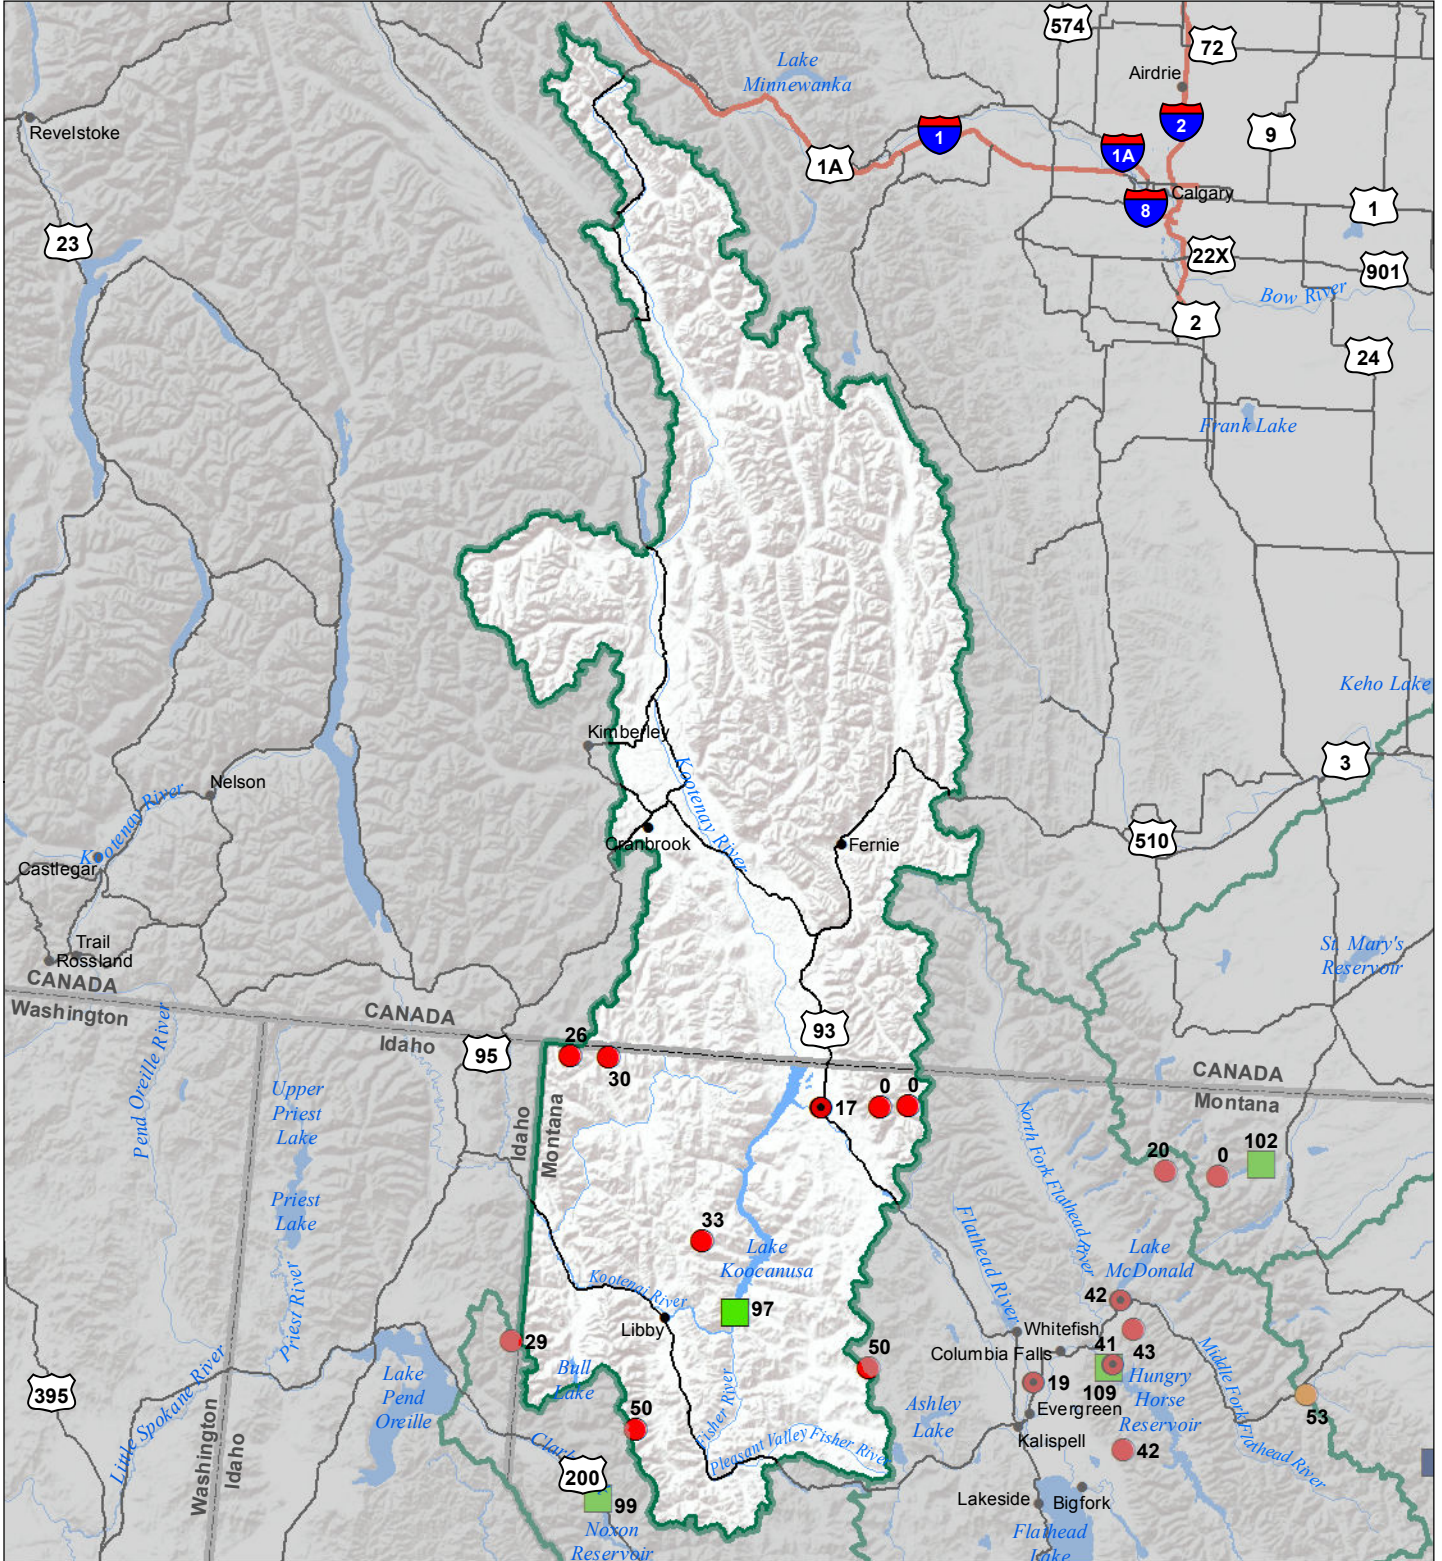 574
72
Lake
Minnewanka
Airdrie
Revelstoke
2
9
1
1A
1A
Calgary
8
1
23
22X
901
Bow River
2
24
Frank Lake
Keho Lake
Kimberley
3
Nelson
Kootenay River
Kootenay River
510
Cranbrook
Fernie
Castlegar
Trail
Rossland
St. Mary's
Reservoir
CANADA
Washington
CANADA
Idaho
95
26
30
93
CANADA
Montana
0
0
17
Pend Oreille River
Upper
Priest
Lake
Idaho
Montana
North Fork Flathead River
20
0
102
Priest
Lake
Flathead River
33
Lake
Koocanusa
Lake
McDonald
Priest River
Kootenai River
97
42
Libby
29
Whitefish
Columbia Falls
41
43
109
Middle Fork Flathead River
Hungry
Horse
Reservoir
50
Bull
Lake
Lake
Pend
Oreille
395
Little Spokane River
Fisher River
19
Evergreen
53
Ashley
Lake
50
Kalispell
Clark
Pleasant Valley Fisher River
42
Washington
Idaho
200
99
Noxon
Reservoir
Lakeside
Bigfork
Flathead
Lake